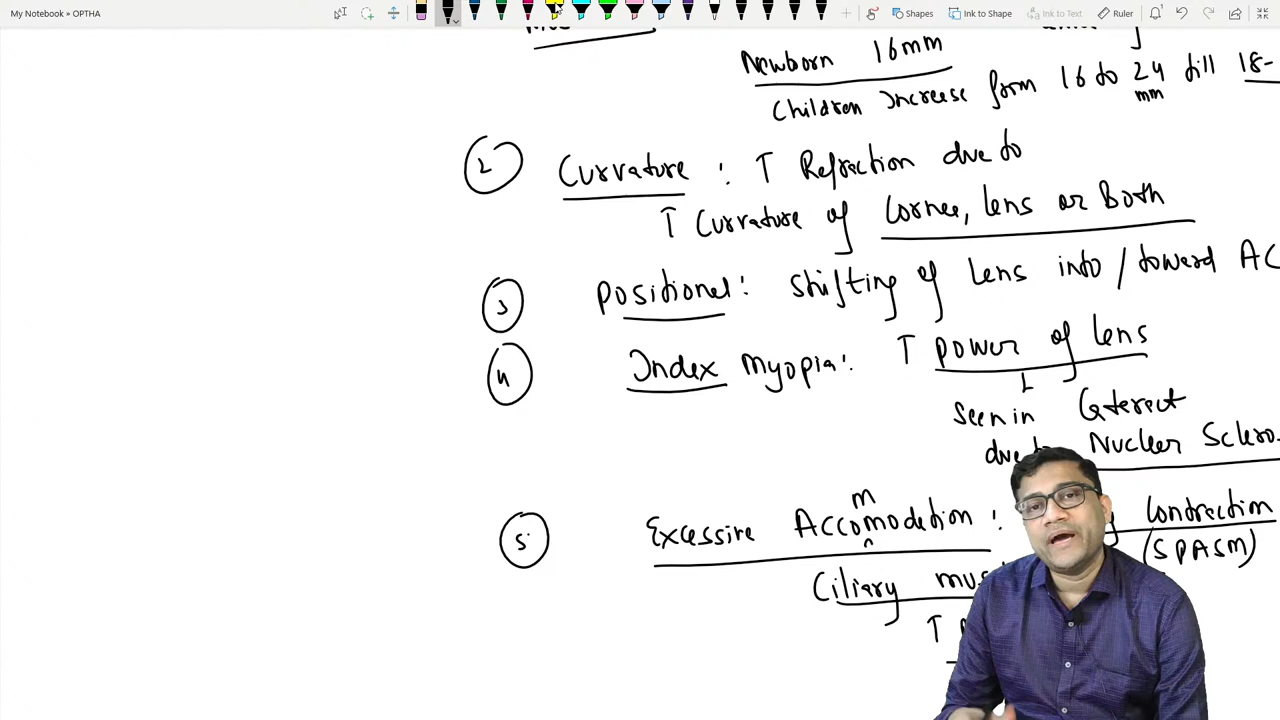 My Notebook » OPTHA
Shapes Ink to Shape Ink to Text Ruler
Newborn 16mm
Children Increase from 16 to 24 till 18-
mm
2 Curvature : ↑ Refraction due to
↑ Curvature of Cornea, lens or Both
3 Positional : Shifting of Lens into / toward AC
4 Index Myopia : ↑ power of lens
Seen in Cataract
due to Nuclear Sclero
m
5 Excessive Accomodation : Contraction
Ciliary mus (SPASM)
↑